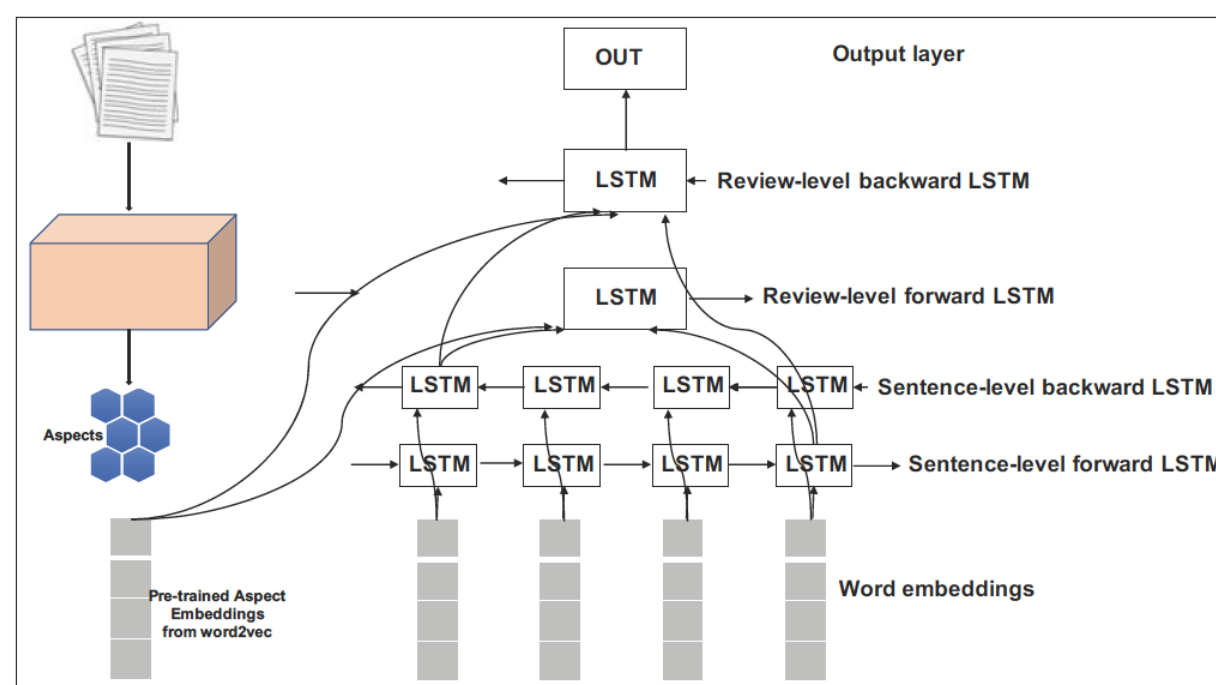 OUT
Output layer
LSTM
Review-level backward LSTM
LSTM
Review-level forward LSTM
LSTM LSTM LSTM LSTM
Sentence-level backward LSTM
Aspects
LSTM LSTM LSTM LSTM
Sentence-level forward LSTM
Pre-trained Aspect
Embeddings
from word2vec
Word embeddings